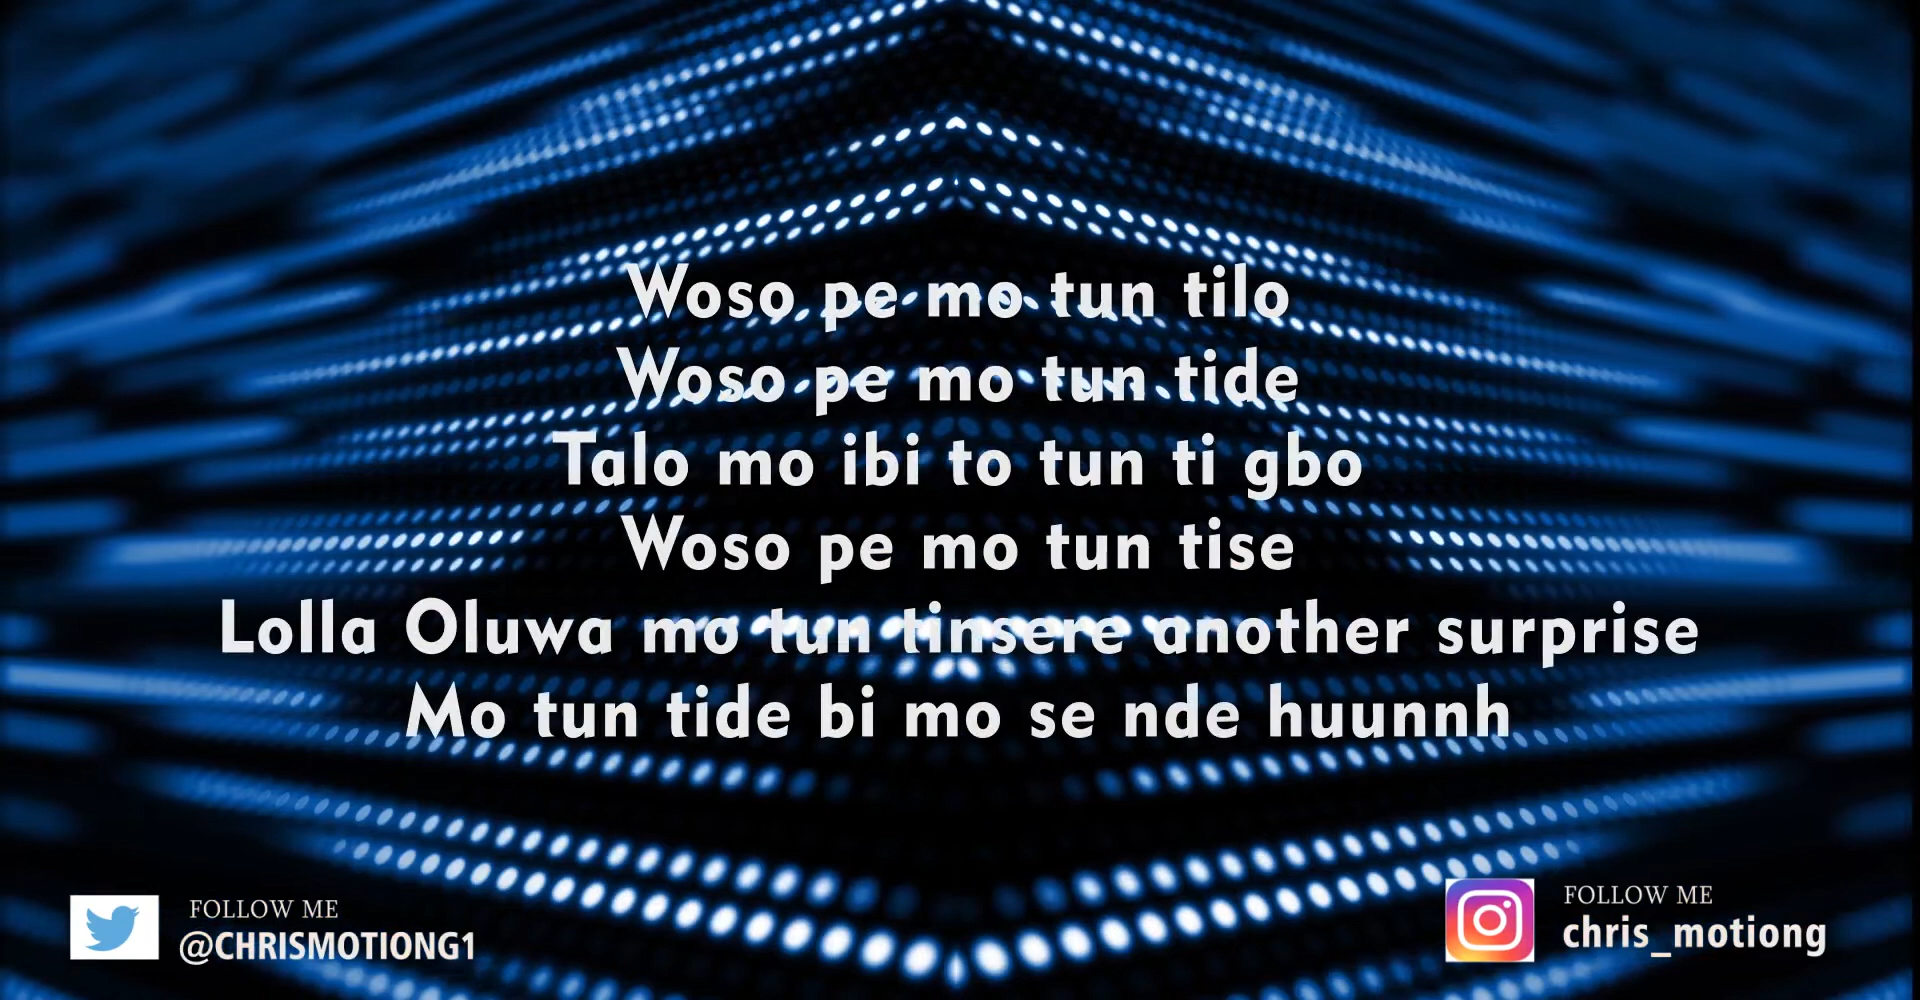 Woso pe mo tun tilo
Woso pe mo tun tide
Talo mo ibi to tun ti gbo
Woso pe mo tun tise
Lolla Oluwa mo tun tinsere another surprise
Mo tun tide bi mo se nde huunnh
FOLLOW ME
@CHRISMOTIONG1
FOLLOW ME
chris_motiong